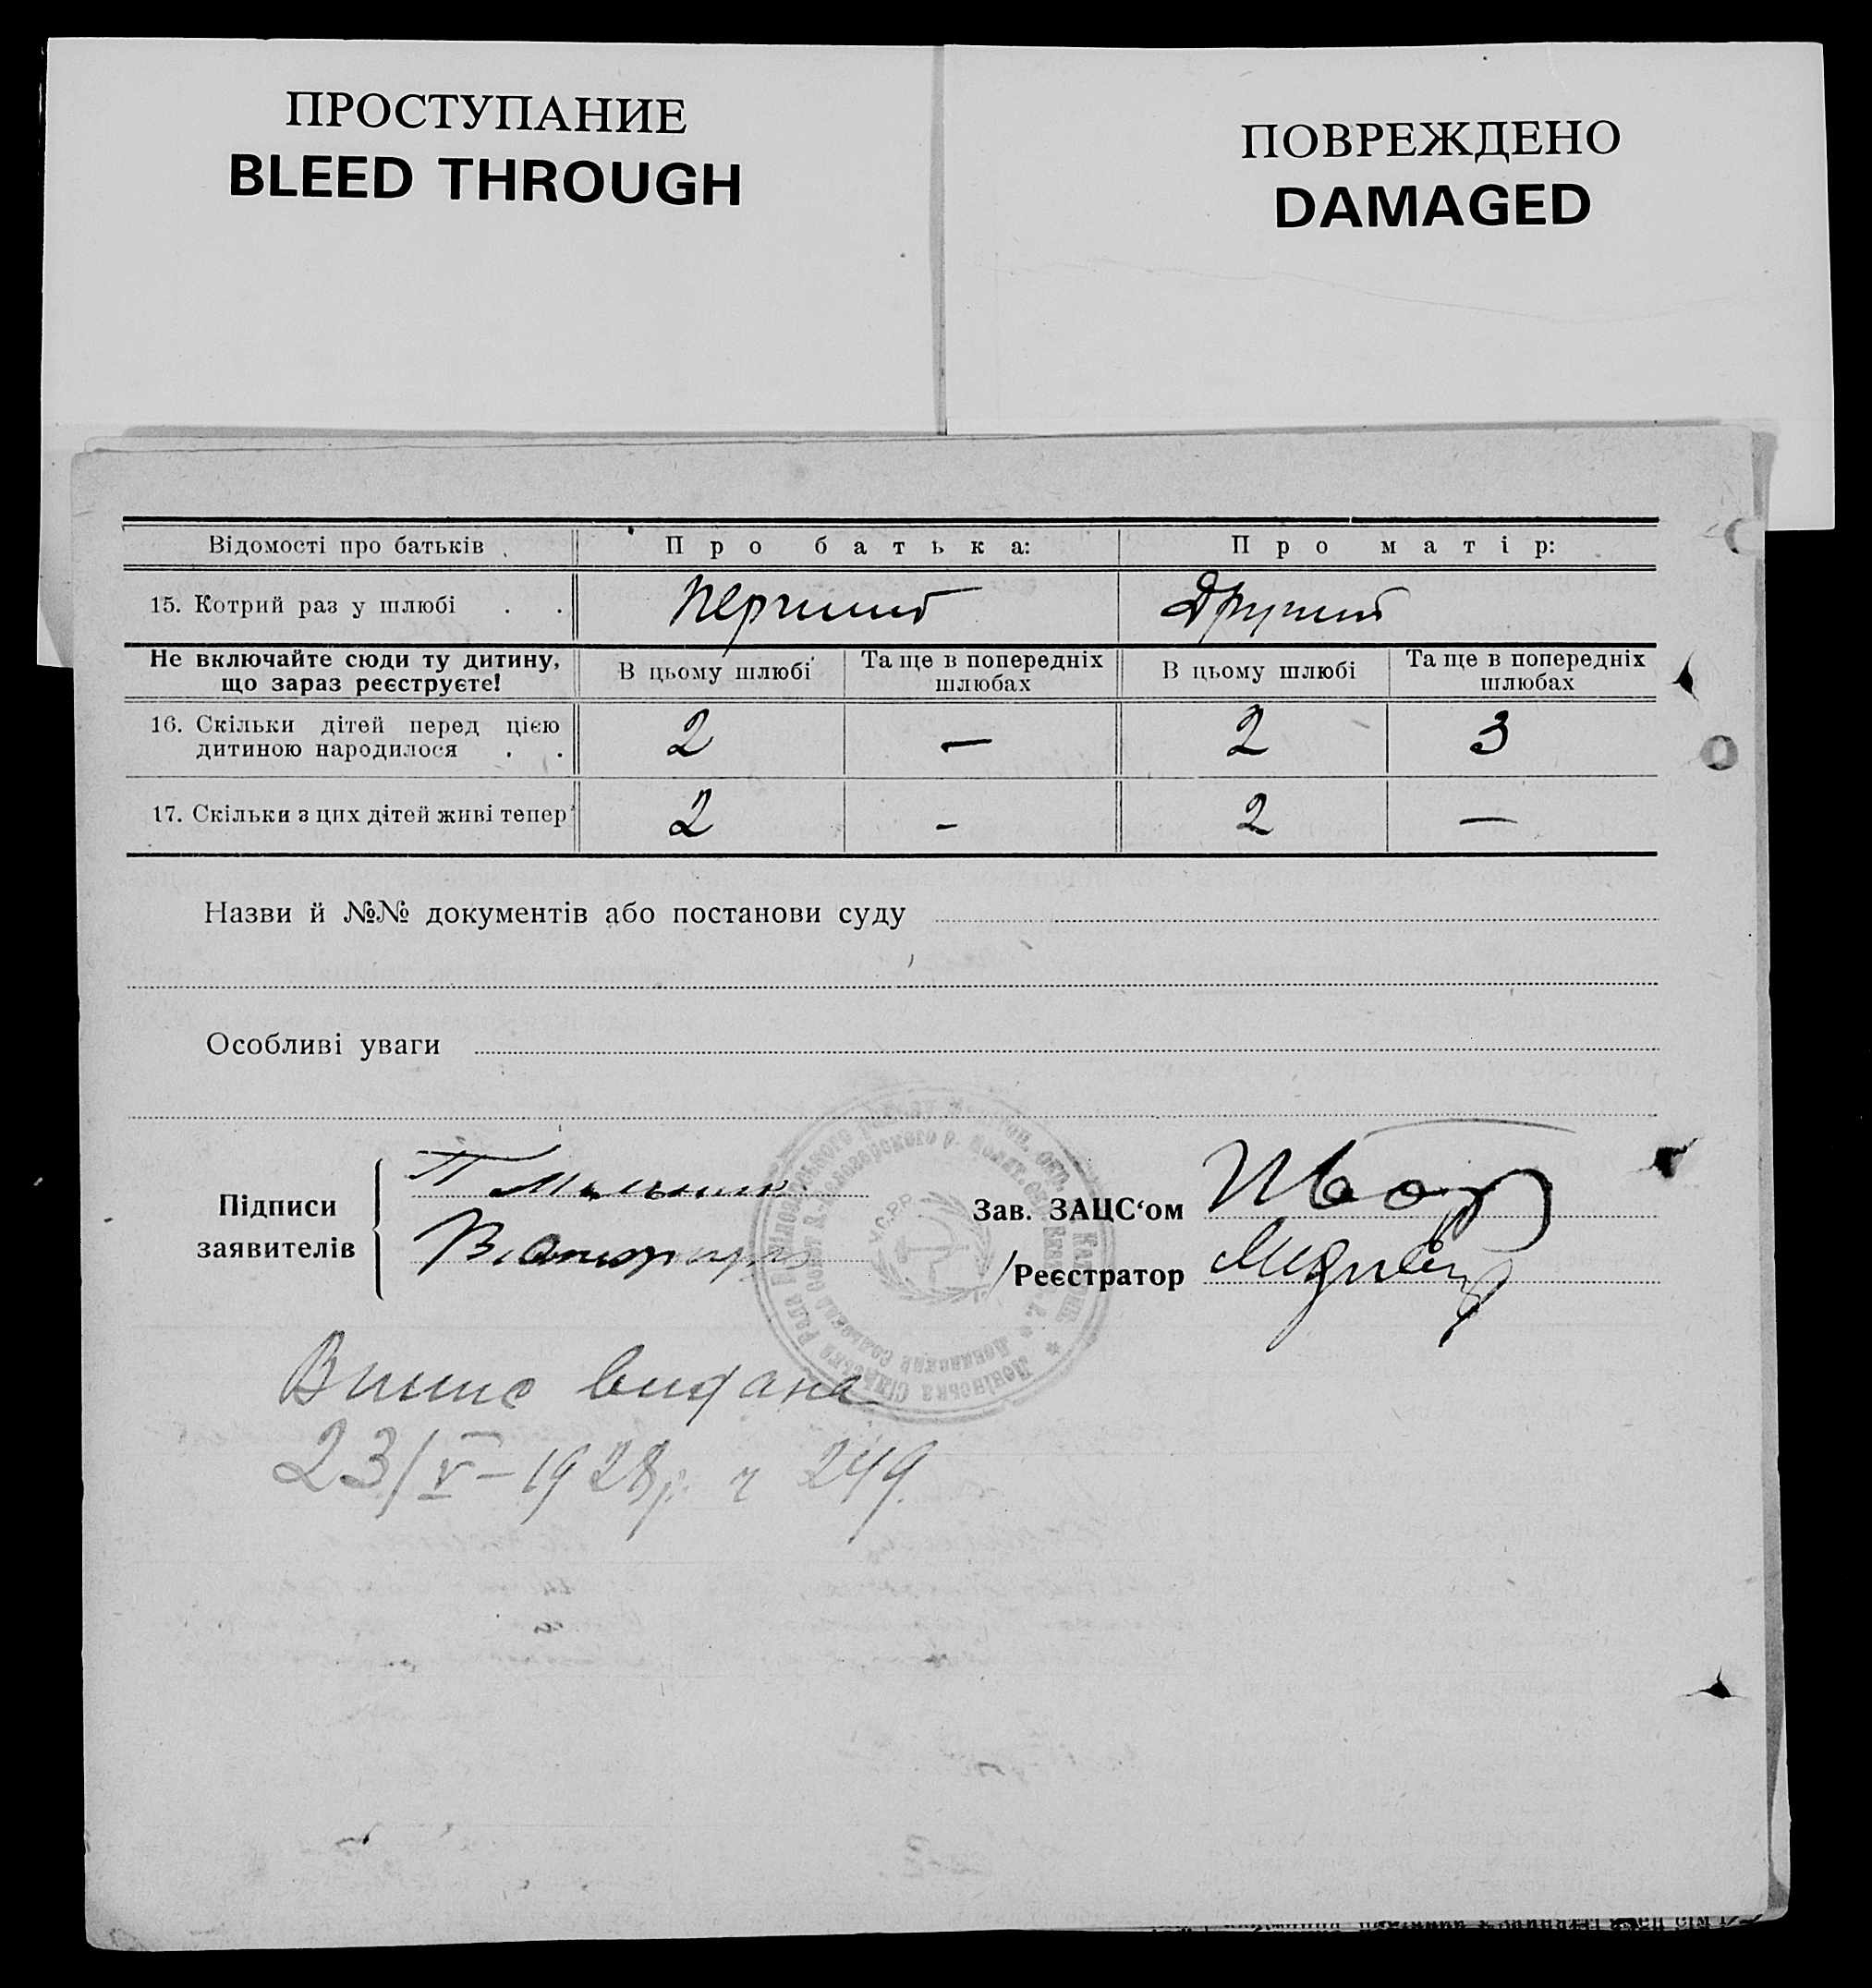 ПРОСТУПАНИЕ
BLEED THROUGH
ПОВРЕЖДЕНО
DAMAGED
Відомості про батьків Про батька: Про матір:
15. Котрий раз у шлюбі . . Перший Другий
Не включайте сюди ту дитину, що зараз реєструєте! В цьому шлюбі Та ще в попередніх шлюбах В цьому шлюбі Та ще в попередніх шлюбах
16. Скільки дітей перед цією
дитиною народилося . . 2 — 2 3
17. Скільки з цих дітей живі тепер 2 - 2 —
Назви й №№ документів або постанови суду
Особливі уваги
Підписи
заявителів
Зав. ЗАЦС‘ом
Реєстратор
У.С.Р.Р.
Випис видана
23/V – 1928 р. ч 249.